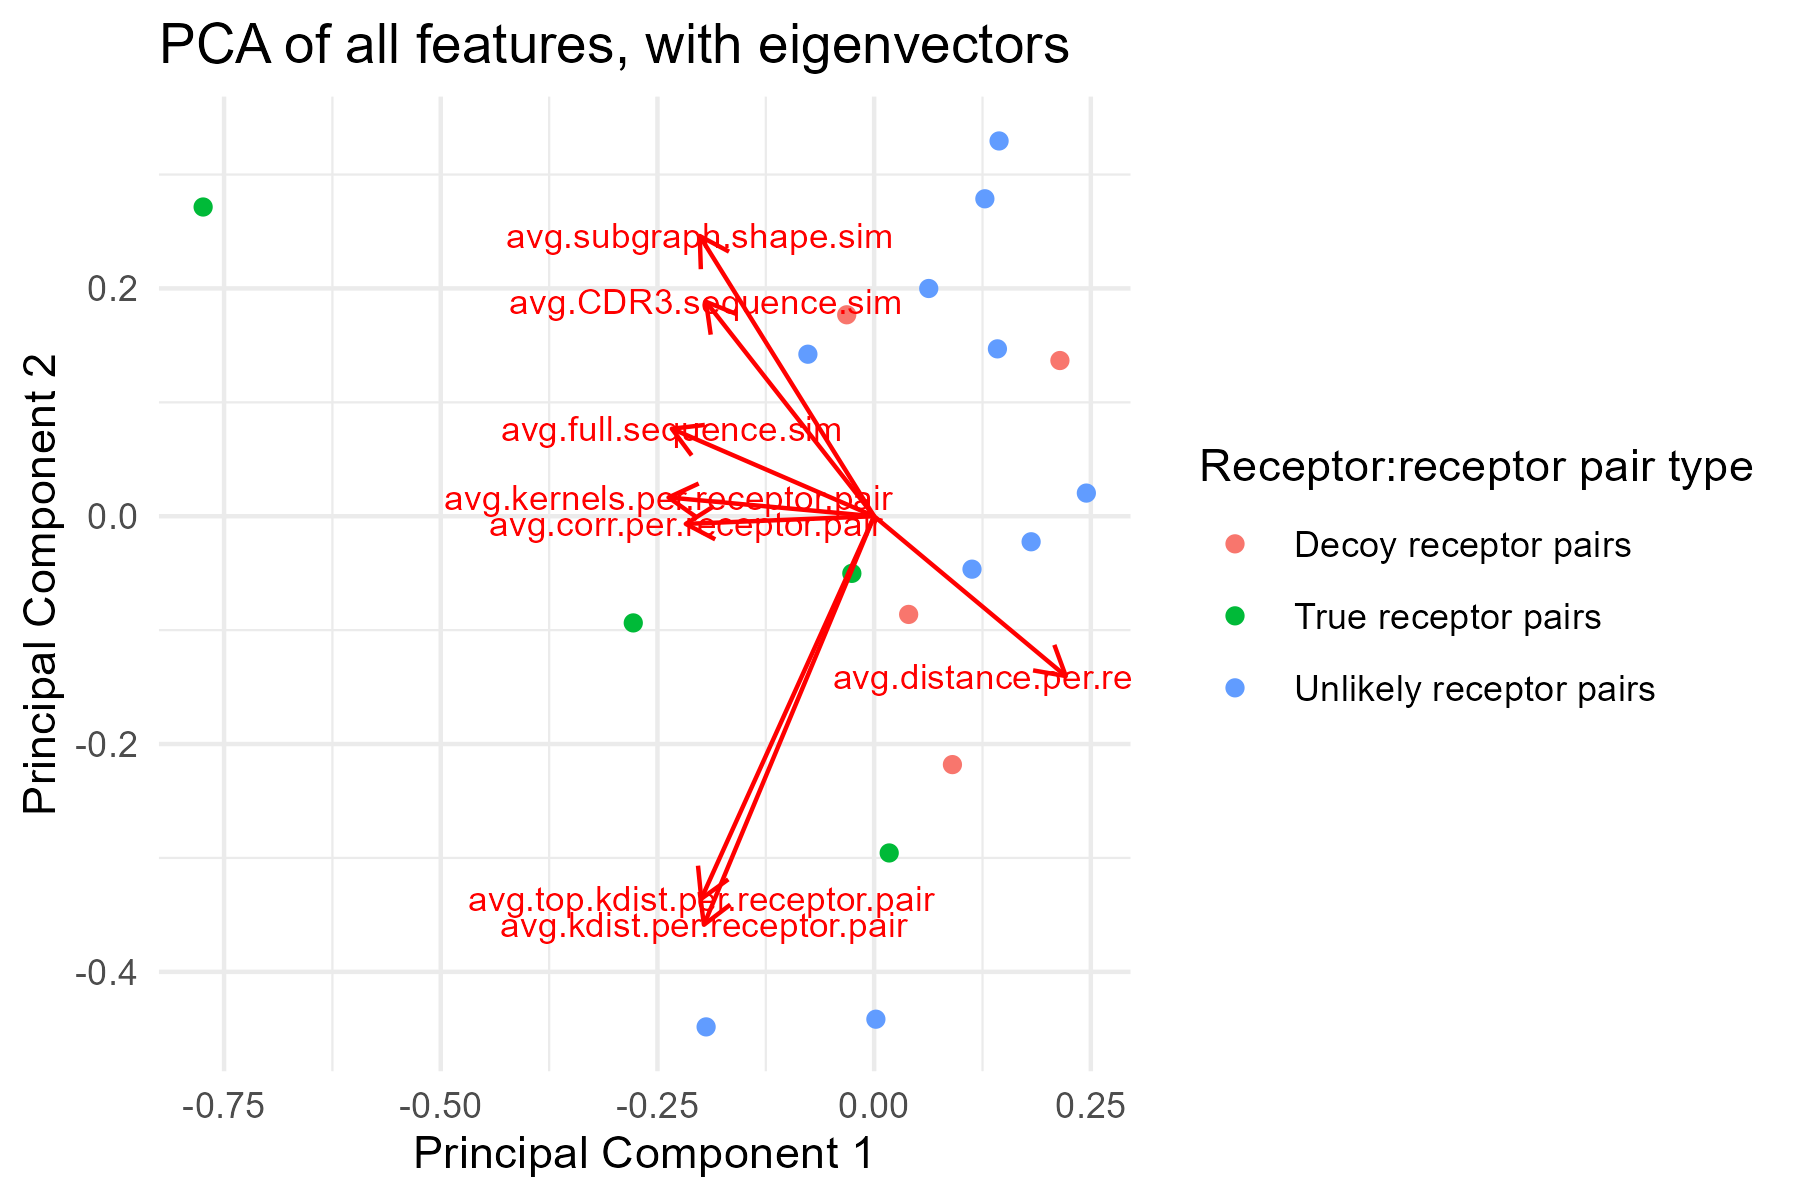 PCA of all features, with eigenvectors
Principal Component 2
0.2
0.0
-0.2
-0.4
avg.subgraph.shape.sim
avg.CDR3.sequence.sim
avg.full.sequence.sim
avg.kernels.per.receptor.pair
avg.corr.per.receptor.pair
avg.distance.per.re
avg.top.kdist.per.receptor.pair
avg.kdist.per.receptor.pair
-0.75
-0.50
-0.25
0.00
0.25
Principal Component 1
Receptor:receptor pair type
Decoy receptor pairs
True receptor pairs
Unlikely receptor pairs